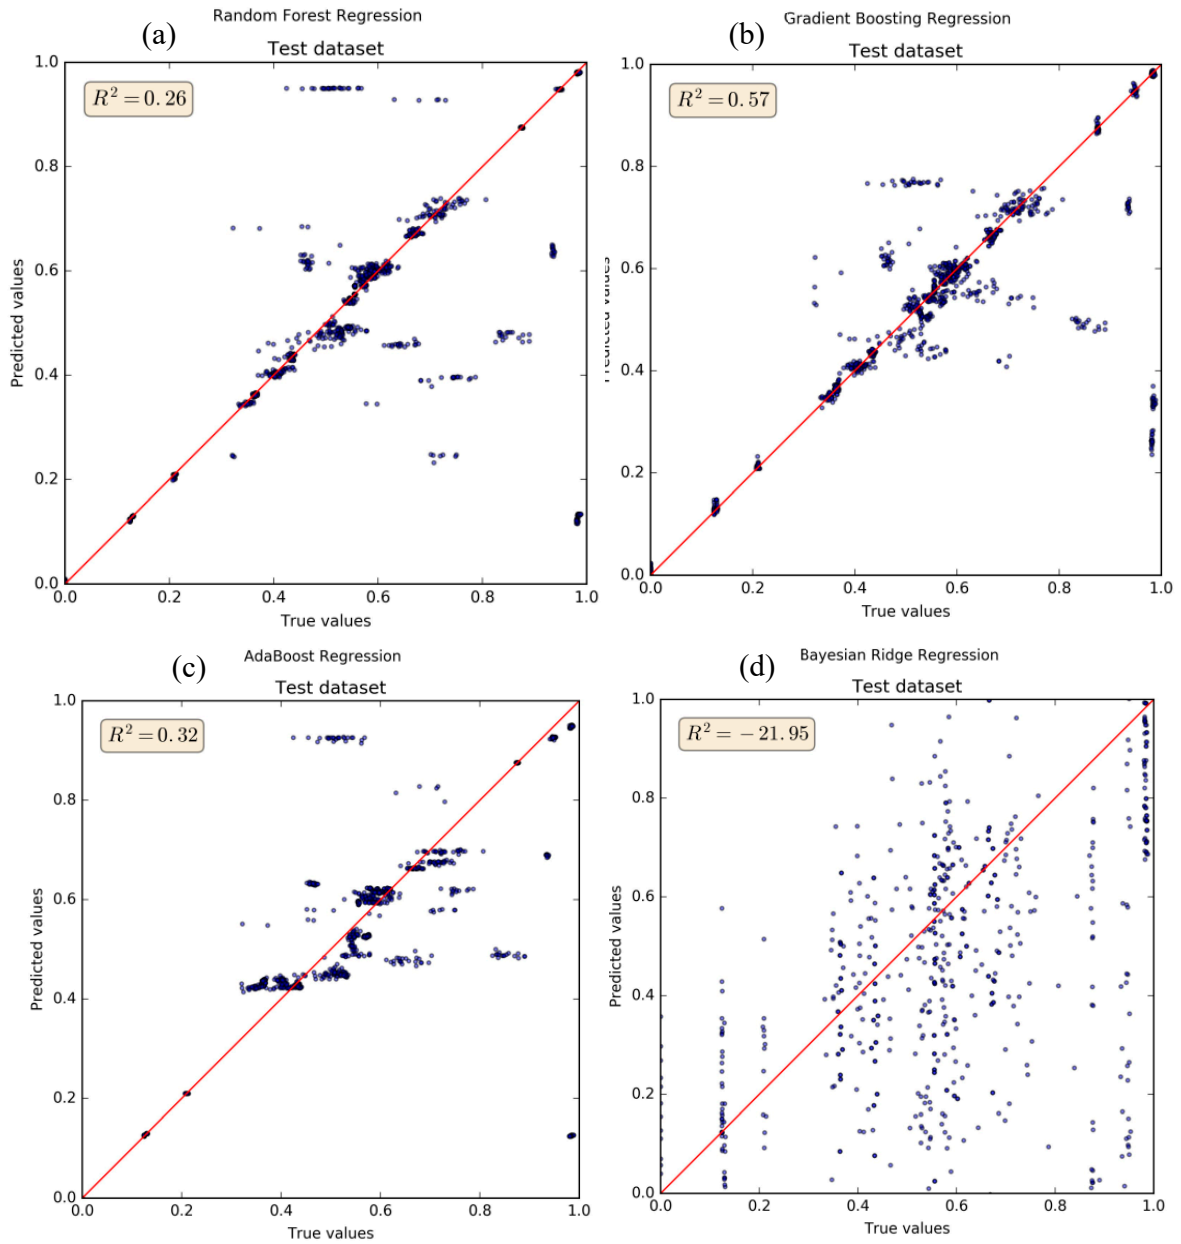 Random Forest Regression
(a)
Test dataset
R² = 0.26
1.0
0.8
0.6
0.4
0.2
0.0
Predicted values
0.0 0.2 0.4 0.6 0.8 1.0
True values
Gradient Boosting Regression
(b)
Test dataset
R² = 0.57
1.0
0.8
0.6
0.4
0.2
0.0
Predicted values
0.0 0.2 0.4 0.6 0.8 1.0
True values
AdaBoost Regression
(c)
Test dataset
R² = 0.32
1.0
0.8
0.6
0.4
0.2
0.0
Predicted values
0.0 0.2 0.4 0.6 0.8 1.0
True values
Bayesian Ridge Regression
(d)
Test dataset
R² = −21.95
1.0
0.8
0.6
0.4
0.2
0.0
Predicted values
0.0 0.2 0.4 0.6 0.8 1.0
True values